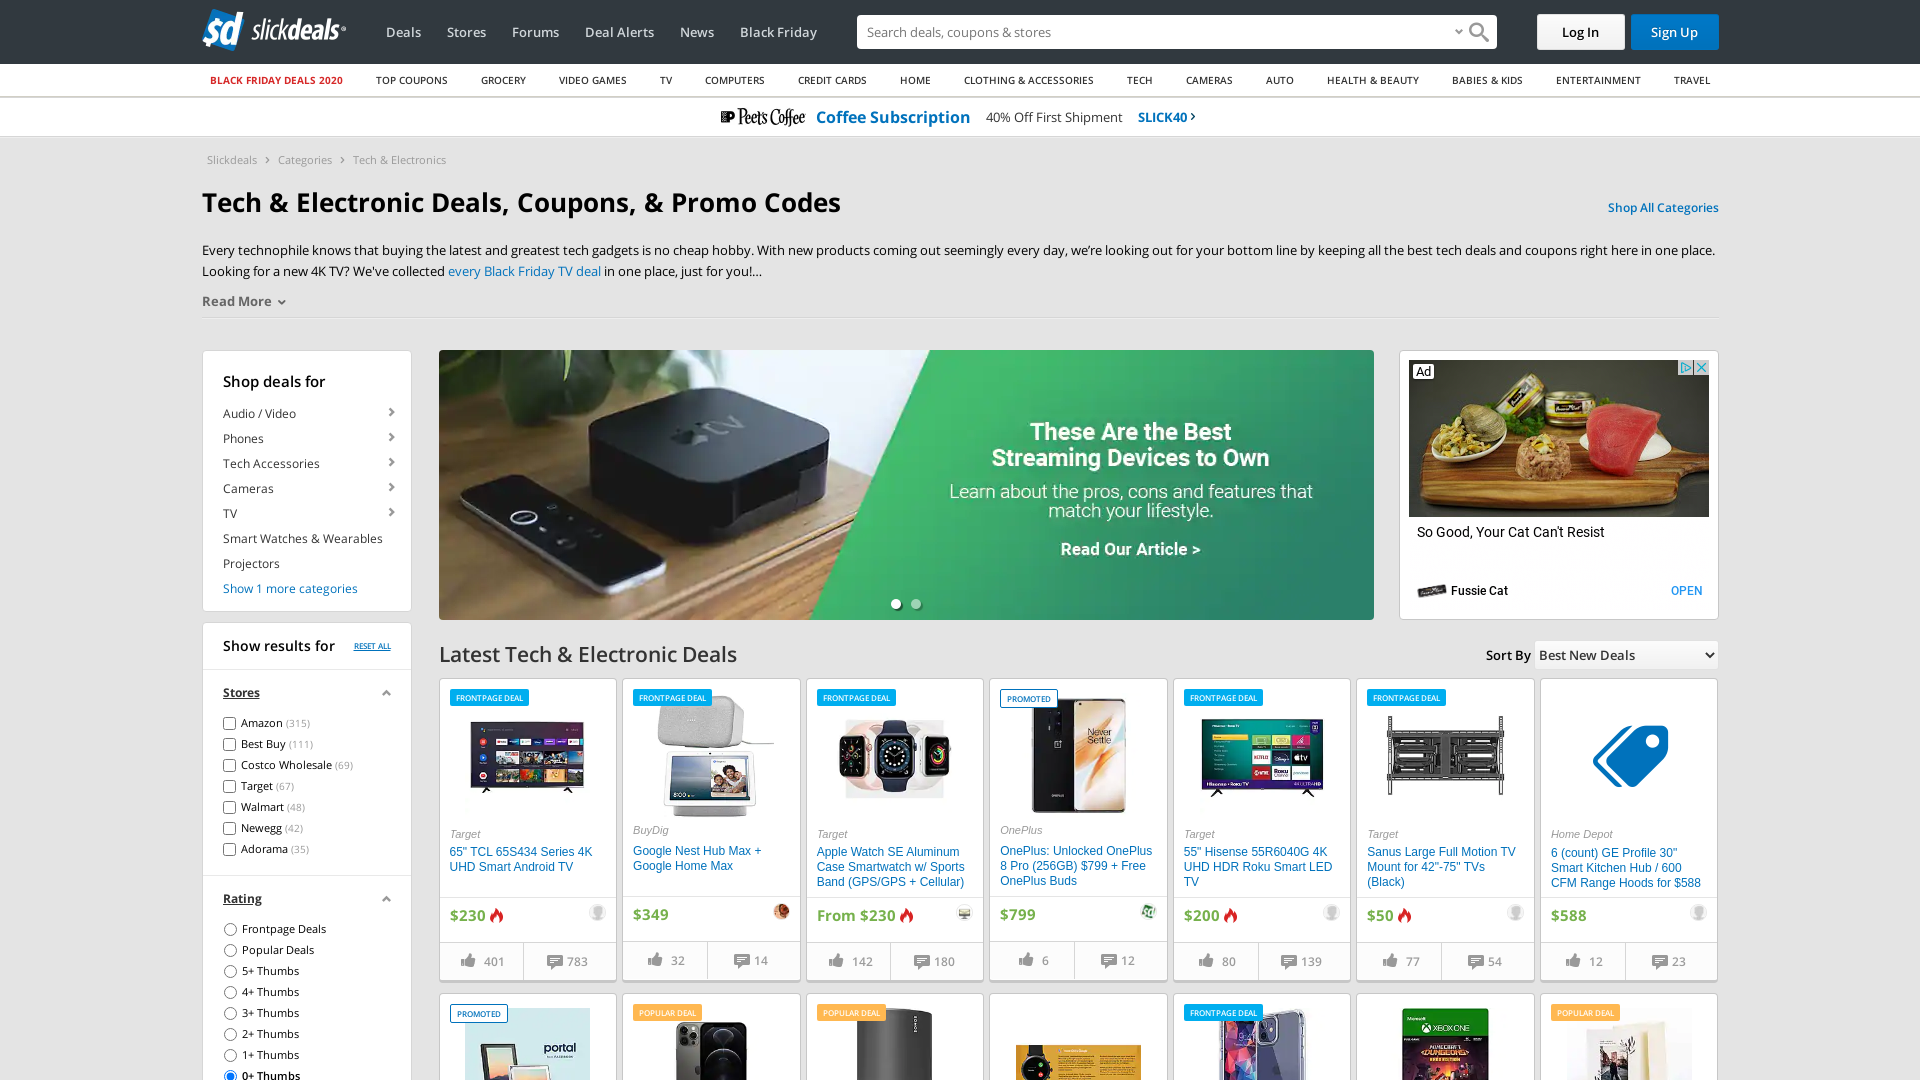 sd slickdeals
Deals
Stores
Forums
Deal Alerts
News
Black Friday
Search deals, coupons & stores
Log In
Sign Up
BLACK FRIDAY DEALS 2020
TOP COUPONS
GROCERY
VIDEO GAMES
TV
COMPUTERS
CREDIT CARDS
HOME
CLOTHING & ACCESSORIES
TECH
CAMERAS
AUTO
HEALTH & BEAUTY
BABIES & KIDS
ENTERTAINMENT
TRAVEL
Peet's Coffee
Coffee Subscription
40% Off First Shipment
SLICK40
Slickdeals
Categories
Tech & Electronics
Tech & Electronic Deals, Coupons, & Promo Codes
Shop All Categories
Every technophile knows that buying the latest and greatest tech gadgets is no cheap hobby. With new products coming out seemingly every day, we’re looking out for your bottom line by keeping all the best tech deals and coupons right here in one place.
Looking for a new 4K TV? We've collected every Black Friday TV deal in one place, just for you!...
Read More
Shop deals for
Audio / Video
Phones
Tech Accessories
Cameras
TV
Smart Watches & Wearables
Projectors
Show 1 more categories
Show results for
RESET ALL
Stores
Amazon (315)
Best Buy (111)
Costco Wholesale (69)
Target (67)
Walmart (48)
Newegg (42)
Adorama (35)
Rating
Frontpage Deals
Popular Deals
5+ Thumbs
4+ Thumbs
3+ Thumbs
2+ Thumbs
1+ Thumbs
0+ Thumbs
tv
These Are the Best
Streaming Devices to Own
Learn about the pros, cons and features that
match your lifestyle.
Read Our Article >
Ad
So Good, Your Cat Can't Resist
Fussie Cat
OPEN
Latest Tech & Electronic Deals
Sort By
Best New Deals
FRONTPAGE DEAL
Target
65" TCL 65S434 Series 4K
UHD Smart Android TV
$230
401
783
FRONTPAGE DEAL
BuyDig
Google Nest Hub Max +
Google Home Max
$349
32
14
FRONTPAGE DEAL
Target
Apple Watch SE Aluminum
Case Smartwatch w/ Sports
Band (GPS/GPS + Cellular)
From $230
142
180
PROMOTED
Never
Settle
OnePlus
OnePlus: Unlocked OnePlus
8 Pro (256GB) $799 + Free
OnePlus Buds
$799
6
12
FRONTPAGE DEAL
Target
55" Hisense 55R6040G 4K
UHD HDR Roku Smart LED
TV
$200
80
139
FRONTPAGE DEAL
Target
Sanus Large Full Motion TV
Mount for 42"-75" TVs
(Black)
$50
77
54
Home Depot
6 (count) GE Profile 30"
Smart Kitchen Hub / 600
CFM Range Hoods for $588
$588
12
23
PROMOTED
portal
POPULAR DEAL
POPULAR DEAL
SONOS
FRONTPAGE DEAL
XBOX ONE
MINECRAFT
DUNGEONS
POPULAR DEAL